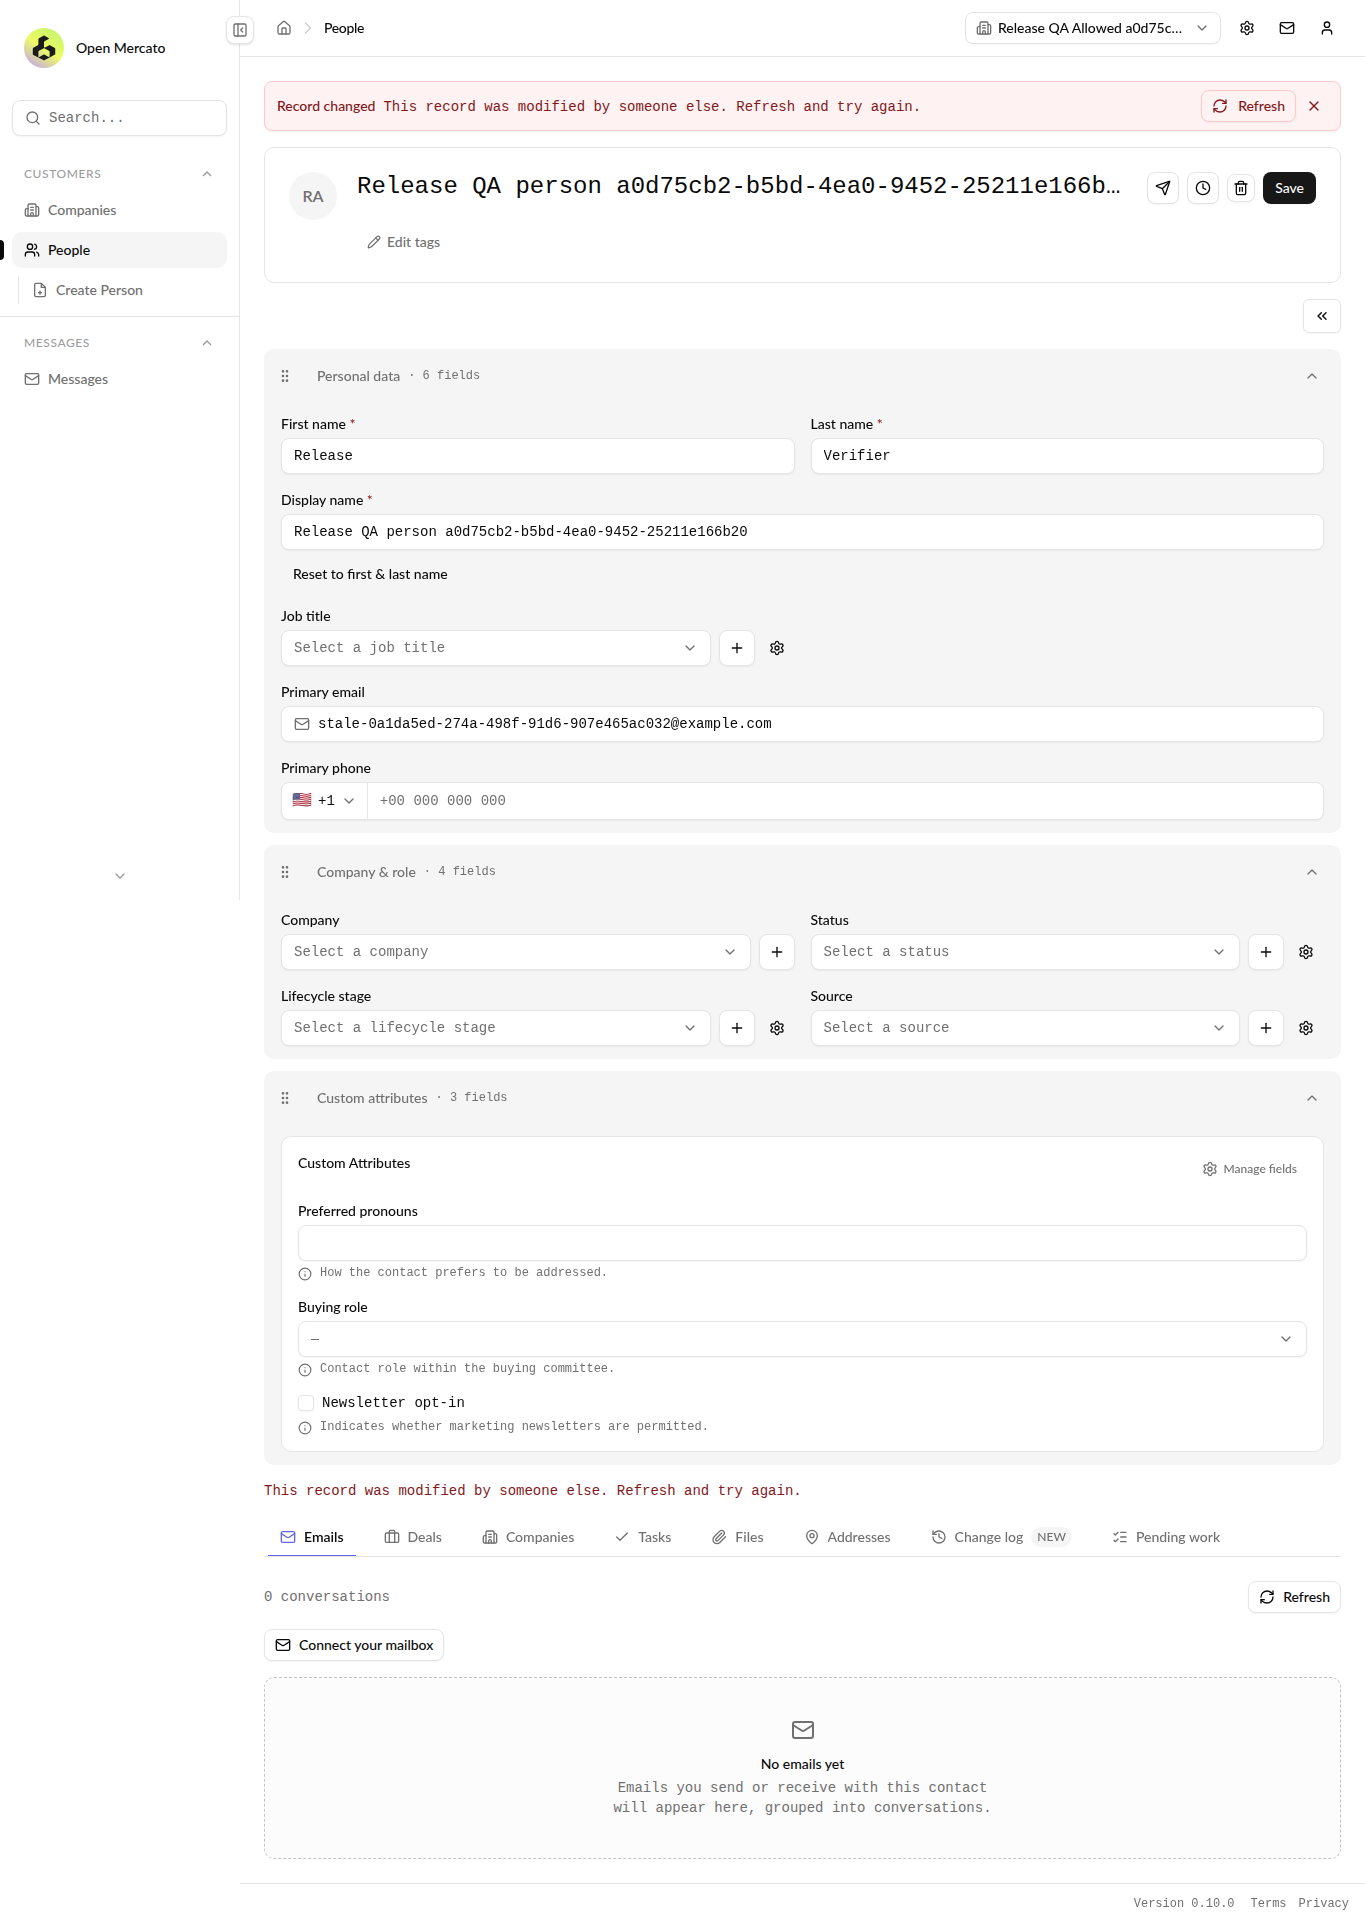 Open Mercato
People
Release QA Allowed a0d75c...
Search...
CUSTOMERS
Companies
People
Create Person
MESSAGES
Messages
Record changed This record was modified by someone else. Refresh and try again.
Refresh
RA
Release QA person a0d75cb2-b5bd-4ea0-9452-25211e166b...
Save
Edit tags
Personal data · 6 fields
First name *
Last name *
Release
Verifier
Display name *
Release QA person a0d75cb2-b5bd-4ea0-9452-25211e166b20
Reset to first & last name
Job title
Select a job title
Primary email
stale-0a1da5ed-274a-498f-91d6-907e465ac032@example.com
Primary phone
+1
+00 000 000 000
Company & role · 4 fields
Company
Status
Select a company
Select a status
Lifecycle stage
Source
Select a lifecycle stage
Select a source
Custom attributes · 3 fields
Custom Attributes
Manage fields
Preferred pronouns
How the contact prefers to be addressed.
Buying role
—
Contact role within the buying committee.
Newsletter opt-in
Indicates whether marketing newsletters are permitted.
This record was modified by someone else. Refresh and try again.
Emails Deals Companies Tasks Files Addresses Change log NEW Pending work
0 conversations
Refresh
Connect your mailbox
No emails yet
Emails you send or receive with this contact
will appear here, grouped into conversations.
Version 0.10.0 Terms Privacy